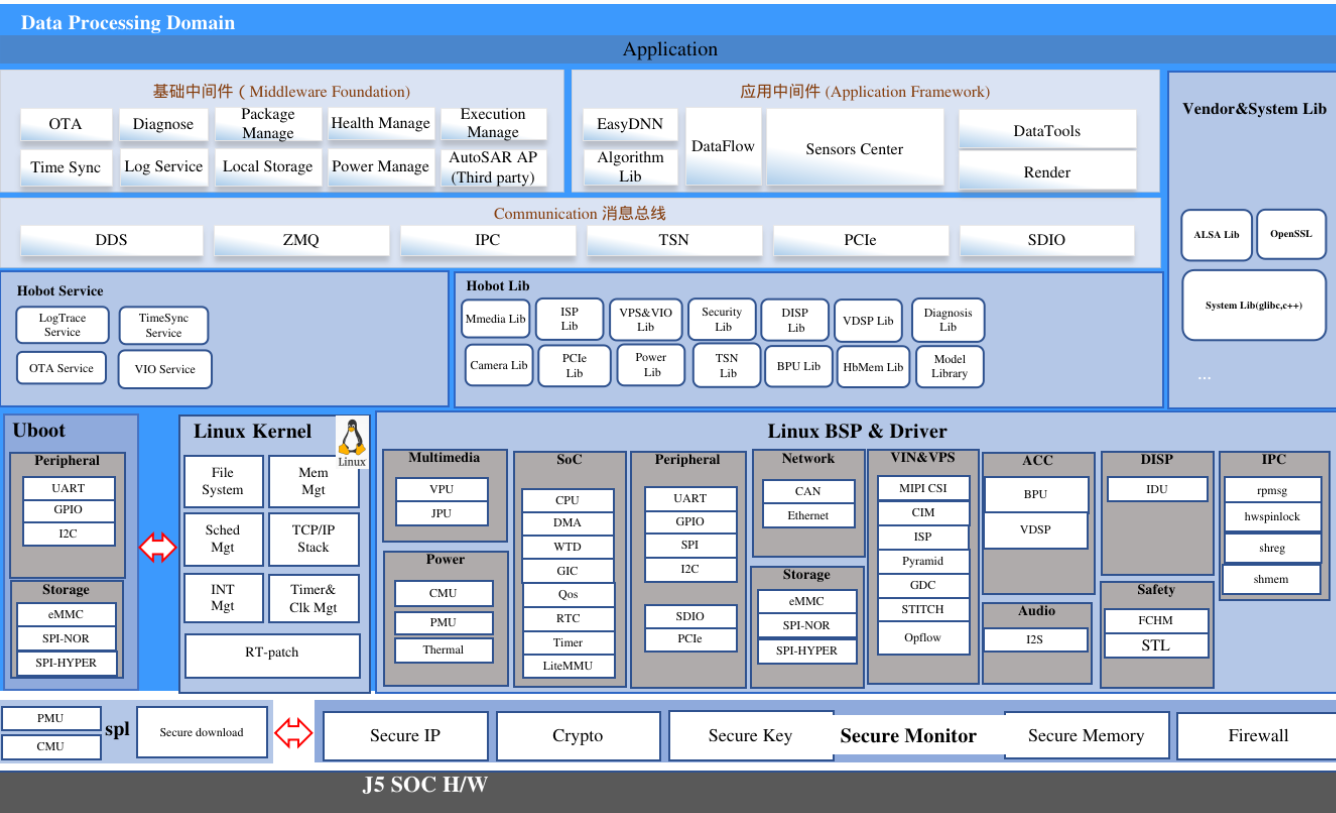 Data Processing Domain
Application
基础中间件 ( Middleware Foundation)
OTA
Diagnose
Package
Manage
Health Manage
Execution
Manage
Time Sync
Log Service
Local Storage
Power Manage
AutoSAR AP
(Third party)
应用中间件 (Application Framework)
EasyDNN
Algorithm
Lib
DataFlow
Sensors Center
DataTools
Render
Vendor&System Lib
ALSA Lib
OpenSSL
System Lib(glibc,c++)
...
Communication 消息总线
DDS
ZMQ
IPC
TSN
PCIe
SDIO
Hobot Service
LogTrace
Service
TimeSync
Service
OTA Service
VIO Service
Hobot Lib
Mmedia Lib
ISP
Lib
VPS&VIO
Lib
Security
Lib
DISP
Lib
VDSP Lib
Diagnosis
Lib
Camera Lib
PCIe
Lib
Power
Lib
TSN
Lib
BPU Lib
HbMem Lib
Model
Library
Uboot
Peripheral
UART
GPIO
I2C
Storage
eMMC
SPI-NOR
SPI-HYPER
Linux Kernel
Linux
File
System
Mem
Mgt
Sched
Mgt
TCP/IP
Stack
INT
Mgt
Timer&
Clk Mgt
RT-patch
Linux BSP & Driver
Multimedia
VPU
JPU
Power
CMU
PMU
Thermal
SoC
CPU
DMA
WTD
GIC
Qos
RTC
Timer
LiteMMU
Peripheral
UART
GPIO
SPI
I2C
SDIO
PCIe
Network
CAN
Ethernet
Storage
eMMC
SPI-NOR
SPI-HYPER
VIN&VPS
MIPI CSI
CIM
ISP
Pyramid
GDC
STITCH
Opflow
ACC
BPU
VDSP
Audio
I2S
DISP
IDU
Safety
FCHM
STL
IPC
rpmsg
hwspinlock
shreg
shmem
PMU
CMU
spl
Secure download
Secure IP
Crypto
Secure Key
Secure Monitor
Secure Memory
Firewall
J5 SOC H/W